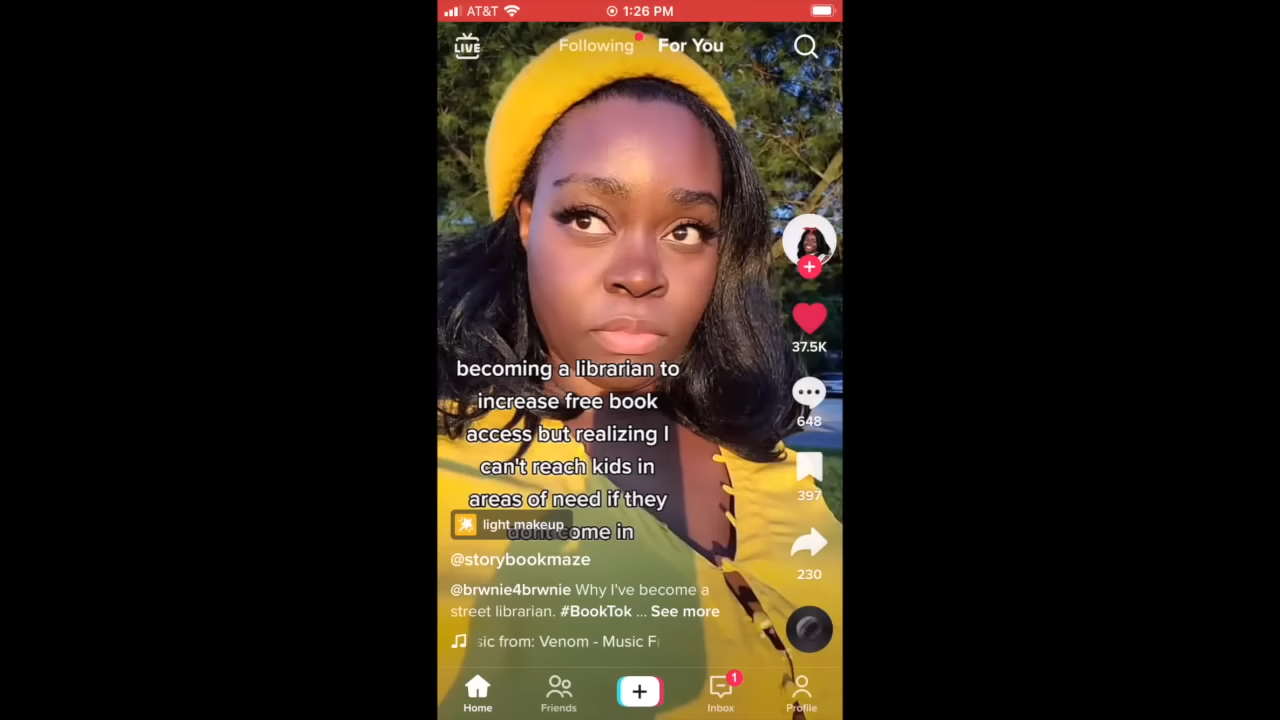 AT&T
1:26 PM
LIVE
Following
For You
37.5K
becoming a librarian to
increase free book
access but realizing I
can't reach kids in
areas of need if they
dont come in
648
397
light makeup
@storybookmaze
230
@brwnie4brwnie Why I've become a
street librarian. #BookTok ... See more
sic from: Venom - Music F
Home
Friends
1
Inbox
Profile